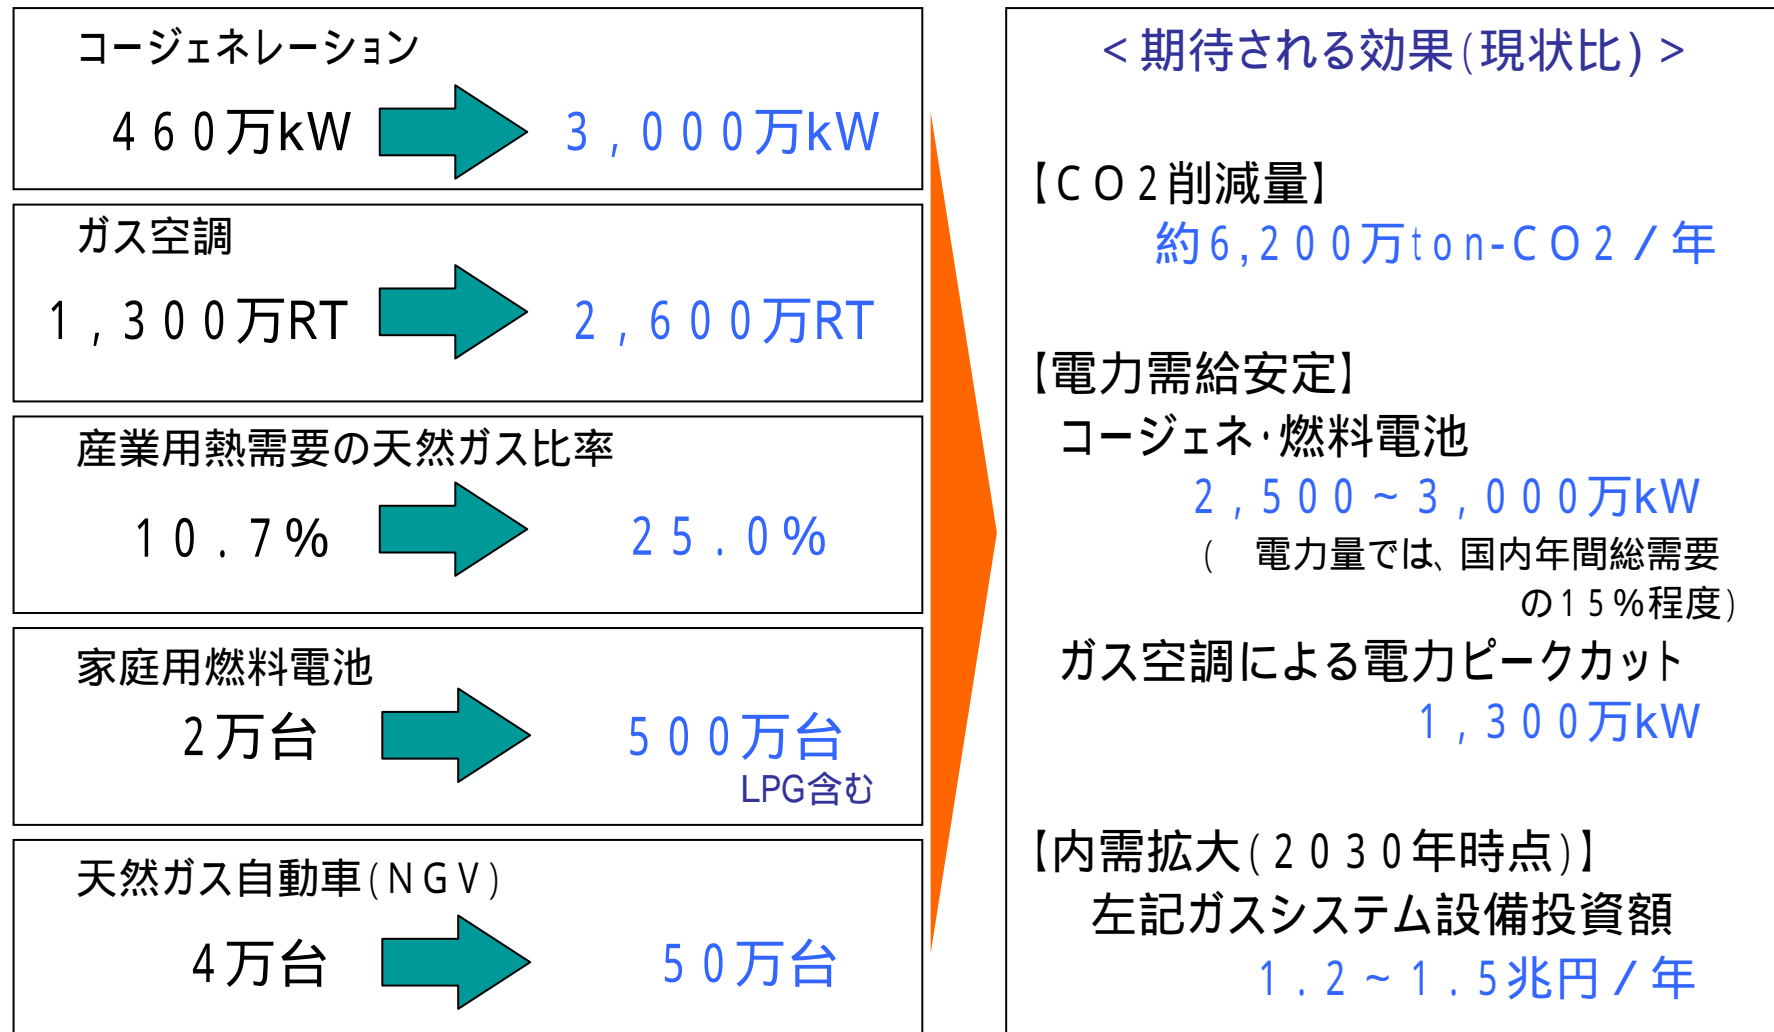 コージェネレーション
４６０万kW ３，０００万kW
ガス空調
１，３００万RT ２，６００万RT
産業用熱需要の天然ガス比率
１０．７％ ２５．０％
家庭用燃料電池
２万台 ５００万台
LPG含む
天然ガス自動車（ＮＧＶ）
４万台 ５０万台
＜期待される効果（現状比）＞
【ＣＯ２削減量】
約６,２００万ｔｏｎ-ＣＯ２／年
【電力需給安定】
コージェネ・燃料電池
２，５００～３，０００万kW
（　電力量では、国内年間総需要
の１５％程度）
ガス空調による電力ピークカット
１，３００万kW
【内需拡大（２０３０年時点）】
左記ガスシステム設備投資額
１．２～１．５兆円／年